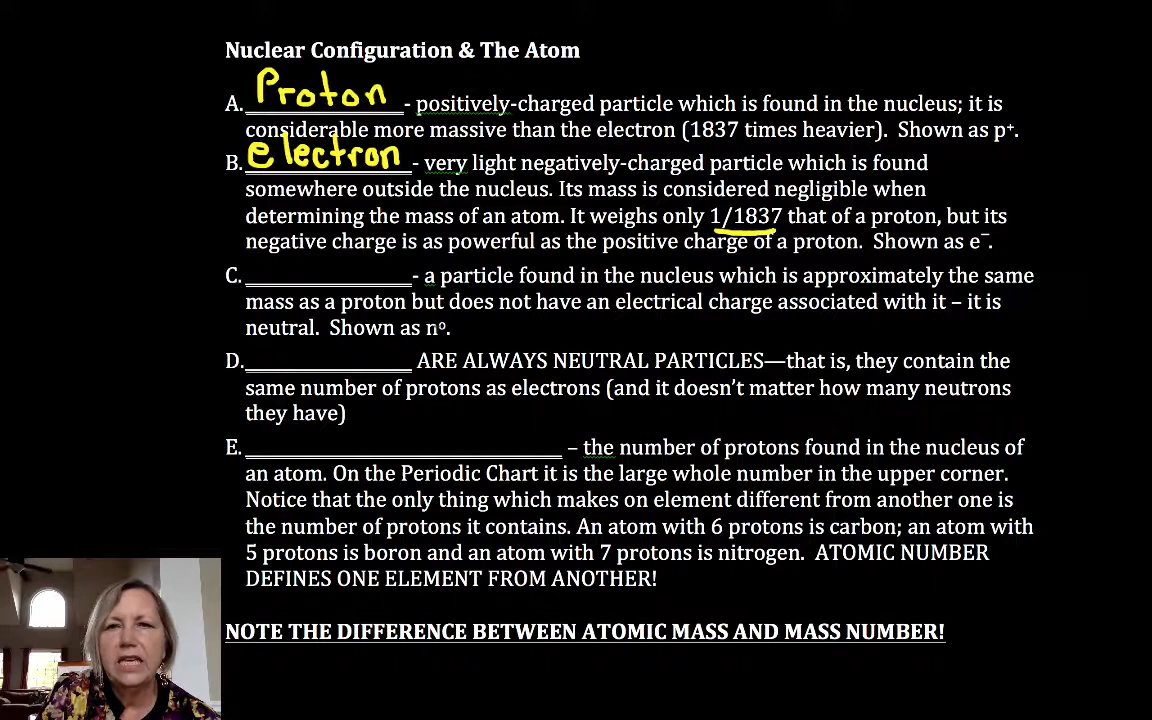 Nuclear Configuration & The Atom
A. Proton - positively-charged particle which is found in the nucleus; it is
considerable more massive than the electron (1837 times heavier). Shown as p⁺.
B. electron - very light negatively-charged particle which is found
somewhere outside the nucleus. Its mass is considered negligible when
determining the mass of an atom. It weighs only 1/1837 that of a proton, but its
negative charge is as powerful as the positive charge of a proton. Shown as e⁻.
C. ________________- a particle found in the nucleus which is approximately the same
mass as a proton but does not have an electrical charge associated with it – it is
neutral. Shown as nº.
D.________________ ARE ALWAYS NEUTRAL PARTICLES—that is, they contain the
same number of protons as electrons (and it doesn't matter how many neutrons
they have)
E. ______________________________ – the number of protons found in the nucleus of
an atom. On the Periodic Chart it is the large whole number in the upper corner.
Notice that the only thing which makes on element different from another one is
the number of protons it contains. An atom with 6 protons is carbon; an atom with
5 protons is boron and an atom with 7 protons is nitrogen. ATOMIC NUMBER
DEFINES ONE ELEMENT FROM ANOTHER!
NOTE THE DIFFERENCE BETWEEN ATOMIC MASS AND MASS NUMBER!